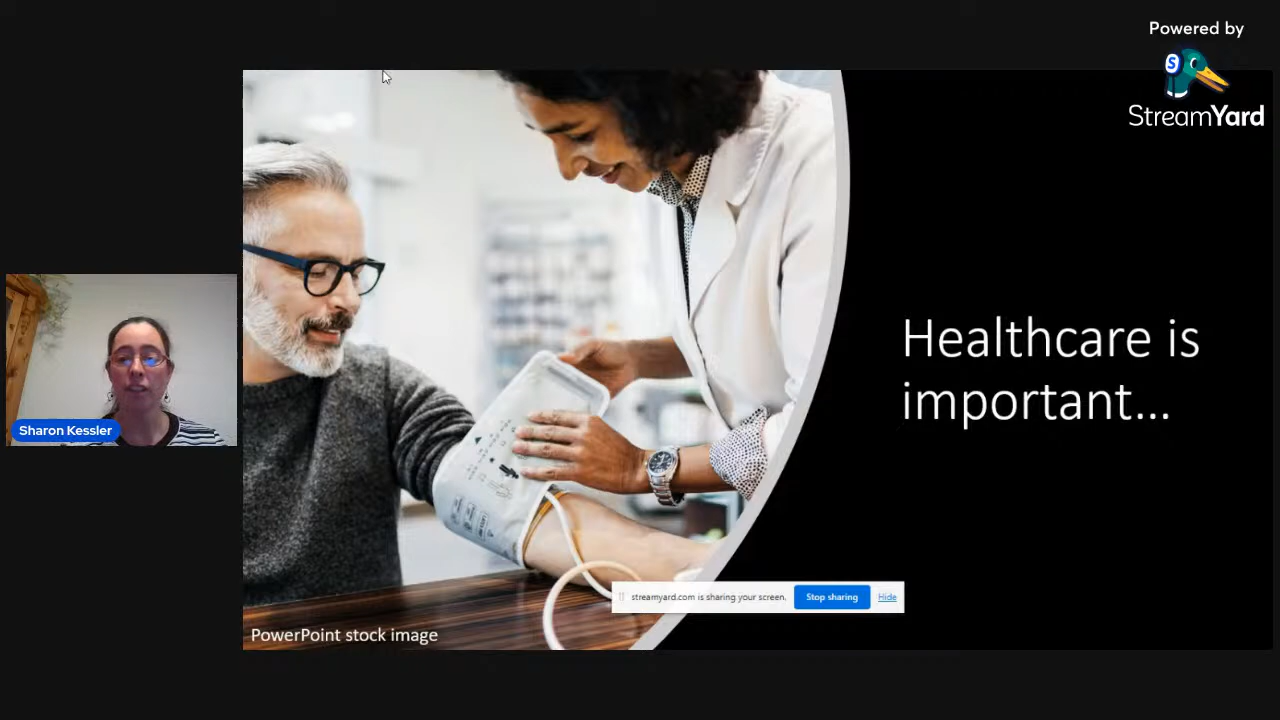 Powered by
StreamYard
Healthcare is
important...
Sharon Kessler
streamyard.com is sharing your screen.
Stop sharing
Hide
PowerPoint stock image